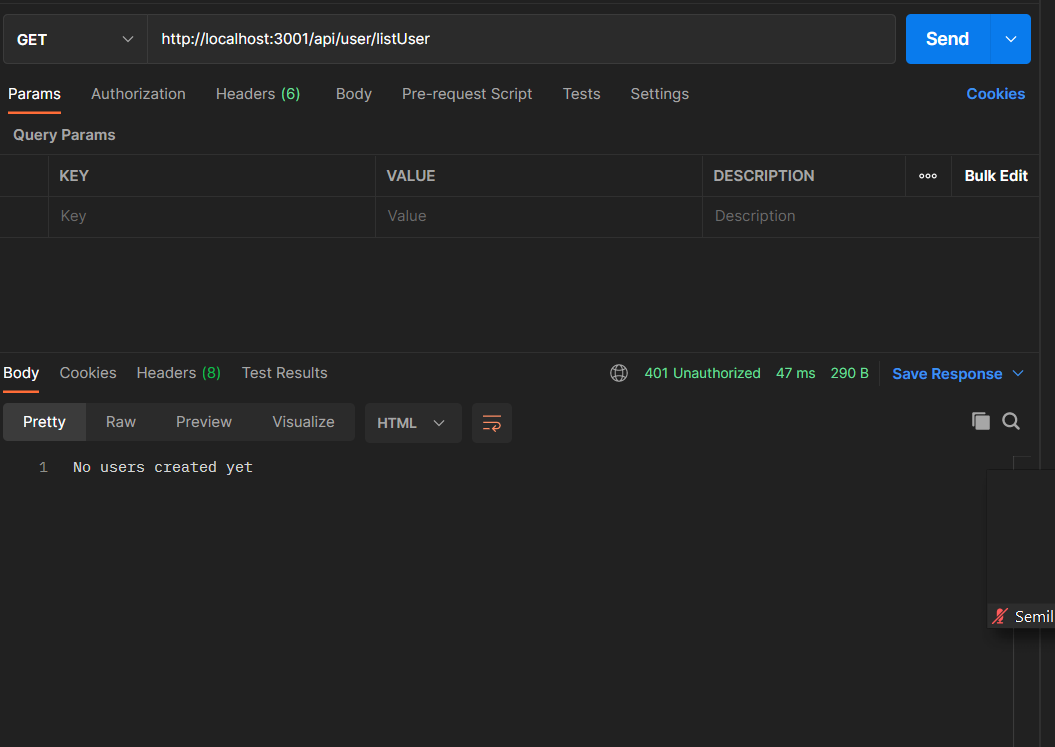 GET http://localhost:3001/api/user/listUser Send
Params Authorization Headers (6) Body Pre-request Script Tests Settings Cookies
Query Params
KEY VALUE DESCRIPTION ooo Bulk Edit
Key Value Description
Body Cookies Headers (8) Test Results 401 Unauthorized 47 ms 290 B Save Response
Pretty Raw Preview Visualize HTML
1 No users created yet
Semil